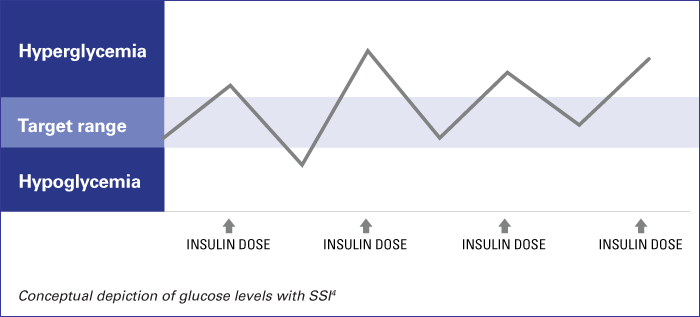 Hyperglycemia
Target range
Hypoglycemia
INSULIN DOSE INSULIN DOSE INSULIN DOSE INSULIN DOSE
Conceptual depiction of glucose levels with SSI⁴